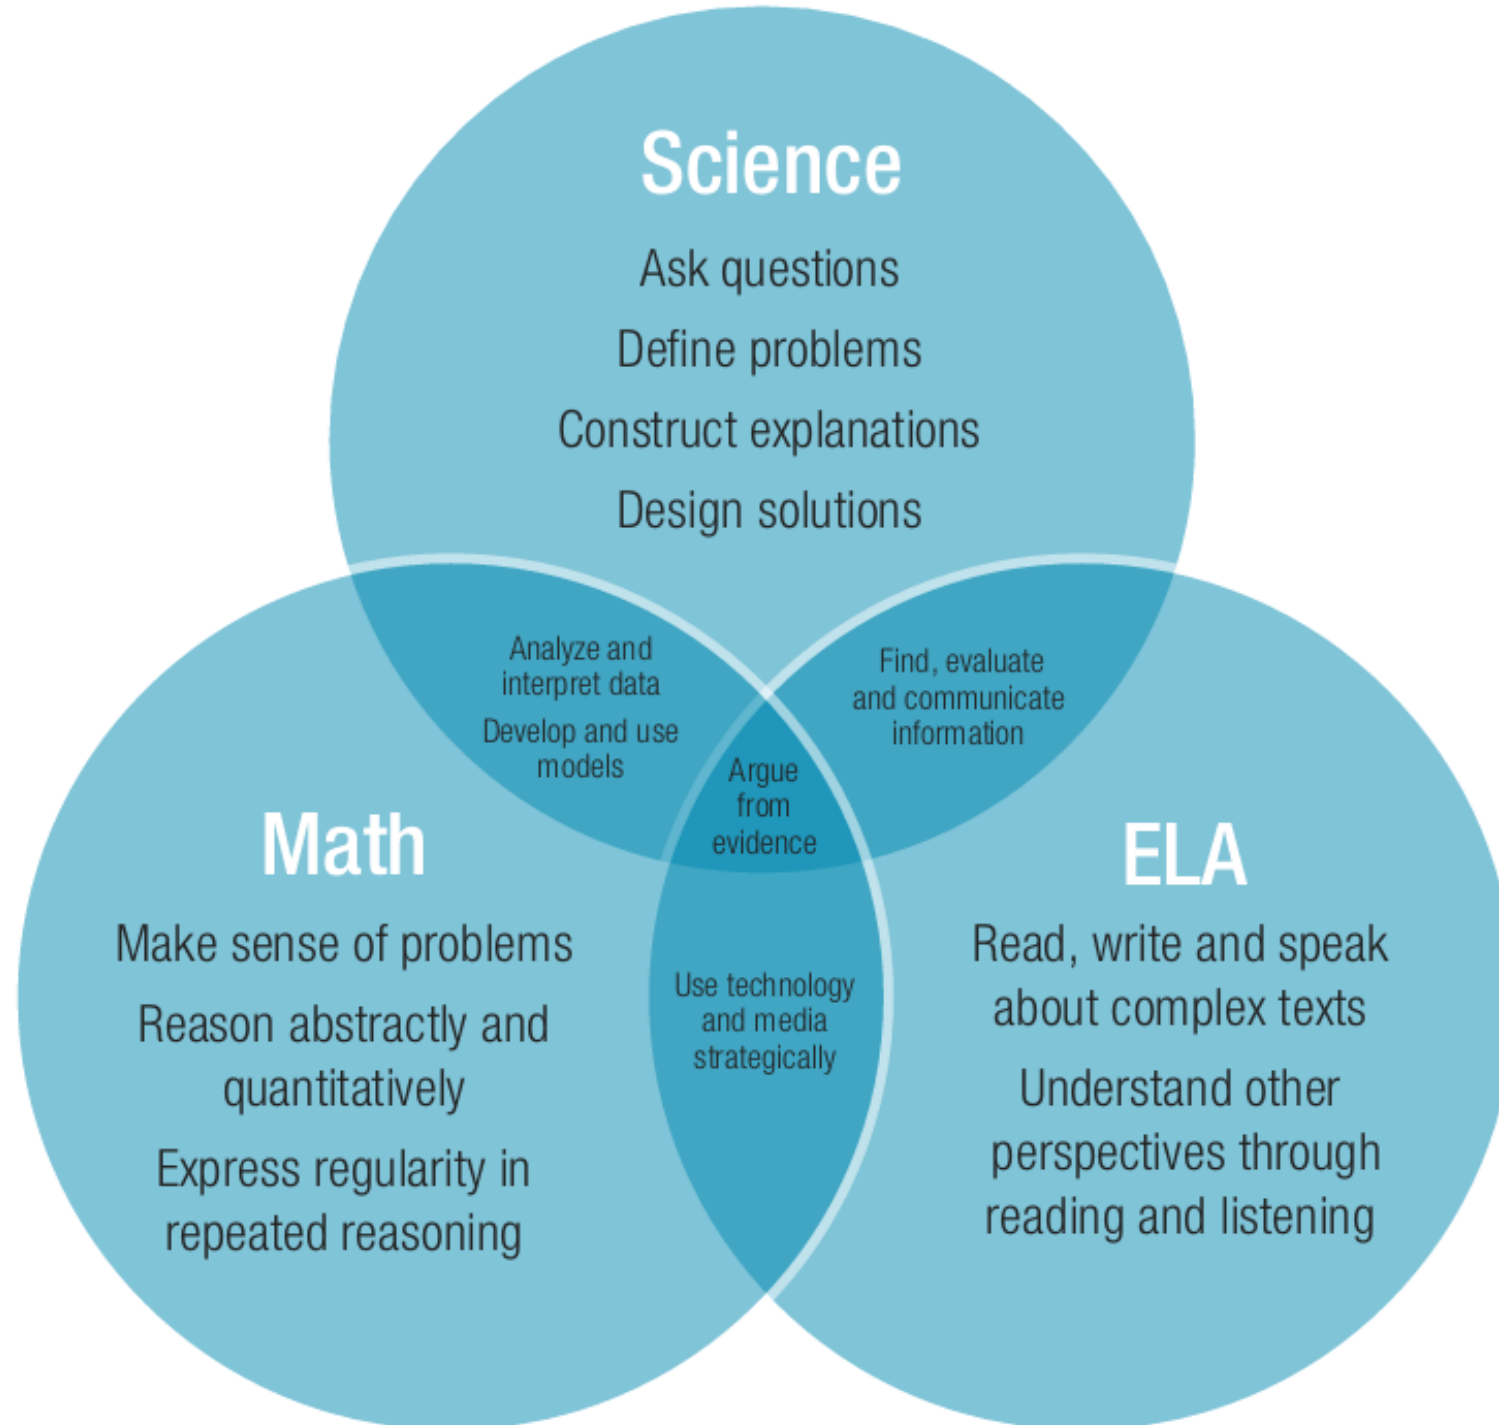 Science
Ask questions
Define problems
Construct explanations
Design solutions
Analyze and
interpret data
Develop and use
models
Find, evaluate
and communicate
information
Argue
from
evidence
Math
Make sense of problems
Reason abstractly and
quantitatively
Express regularity in
repeated reasoning
Use technology
and media
strategically
ELA
Read, write and speak
about complex texts
Understand other
perspectives through
reading and listening